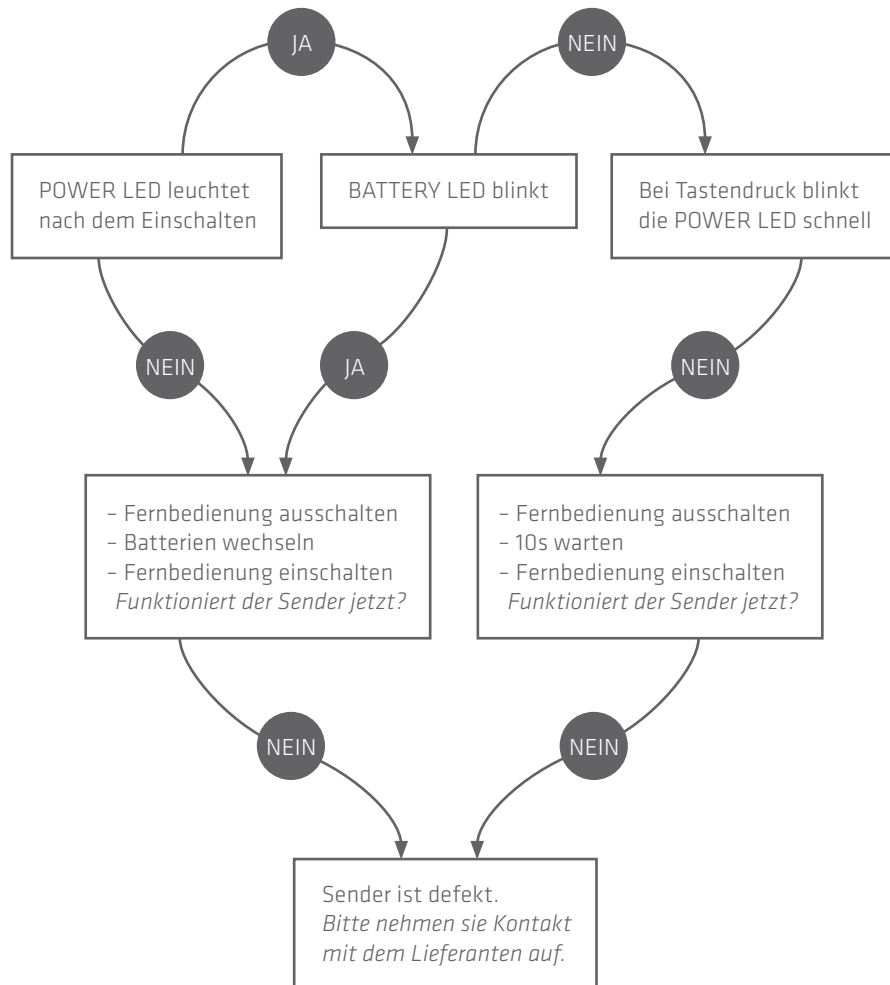 JA
NEIN
POWER LED leuchtet
nach dem Einschalten
BATTERY LED blinkt
Bei Tastendruck blinkt
die POWER LED schnell
NEIN
JA
NEIN
– Fernbedienung ausschalten
– Batterien wechseln
– Fernbedienung einschalten
Funktioniert der Sender jetzt?
– Fernbedienung ausschalten
– 10s warten
– Fernbedienung einschalten
Funktioniert der Sender jetzt?
NEIN
NEIN
Sender ist defekt.
Bitte nehmen sie Kontakt
mit dem Lieferanten auf.